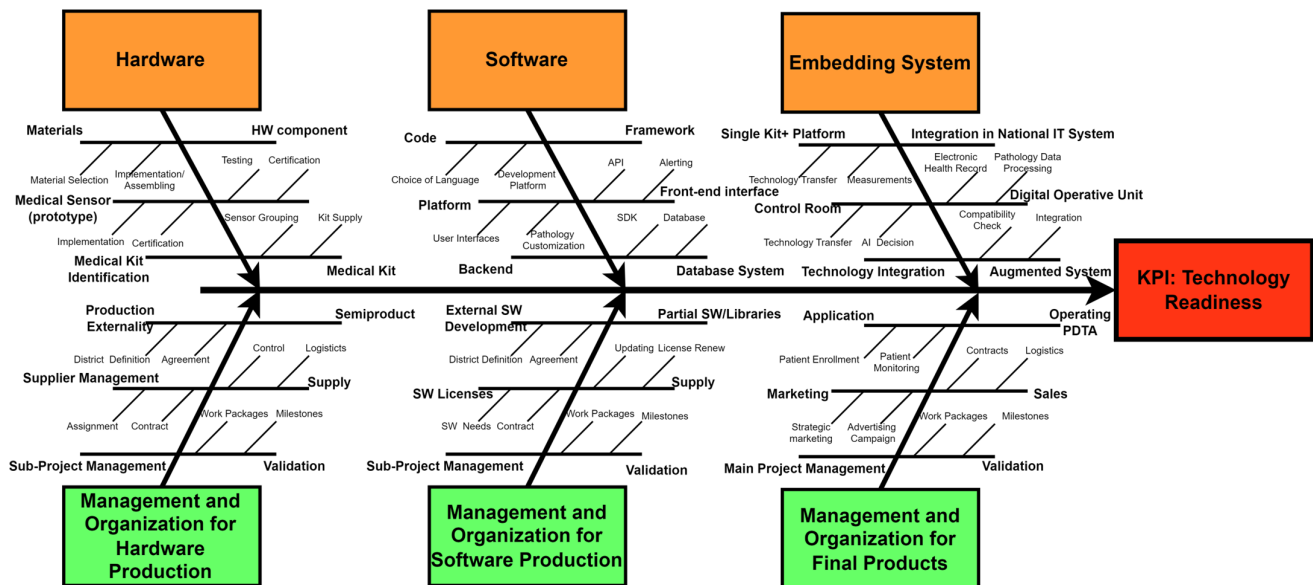 Hardware
Software
Embedding System
Materials
HW component
Code
Framework
Single Kit+ Platform
Integration in National IT System
Testing
Certification
API
Alerting
Electronic
Health Record
Pathology Data
Processing
Material Selection
Implementation/
Assembling
Choice of Language
Development
Platform
Technology Transfer
Measurements
Medical Sensor
(prototype)
Platform
Front-end interface
Control Room
Digital Operative Unit
Sensor Grouping
Kit Supply
SDK
Database
Compatibility
Check
Integration
Implementation
Certification
User Interfaces
Pathology
Customization
Technology Transfer
AI Decision
Medical Kit
Identification
Medical Kit
Backend
Database System
Technology Integration
Augmented System
KPI: Technology
Readiness
Production
Externality
Semiproduct
External SW
Development
Partial SW/Libraries
Application
Operating
PDTA
District Definition
Agreement
Control
Logisticts
District Definition
Agreement
Updating
License Renew
Patient Enrollment
Patient
Monitoring
Contracts
Logistics
Supplier Management
Supply
SW Licenses
Supply
Marketing
Sales
Assignment
Contract
Work Packages
Milestones
SW Needs
Contract
Work Packages
Milestones
Strategic
marketing
Advertising
Campaign
Work Packages
Milestones
Sub-Project Management
Validation
Sub-Project Management
Validation
Main Project Management
Validation
Management and
Organization for
Hardware
Production
Management and
Organization for
Software Production
Management and
Organization for
Final Products